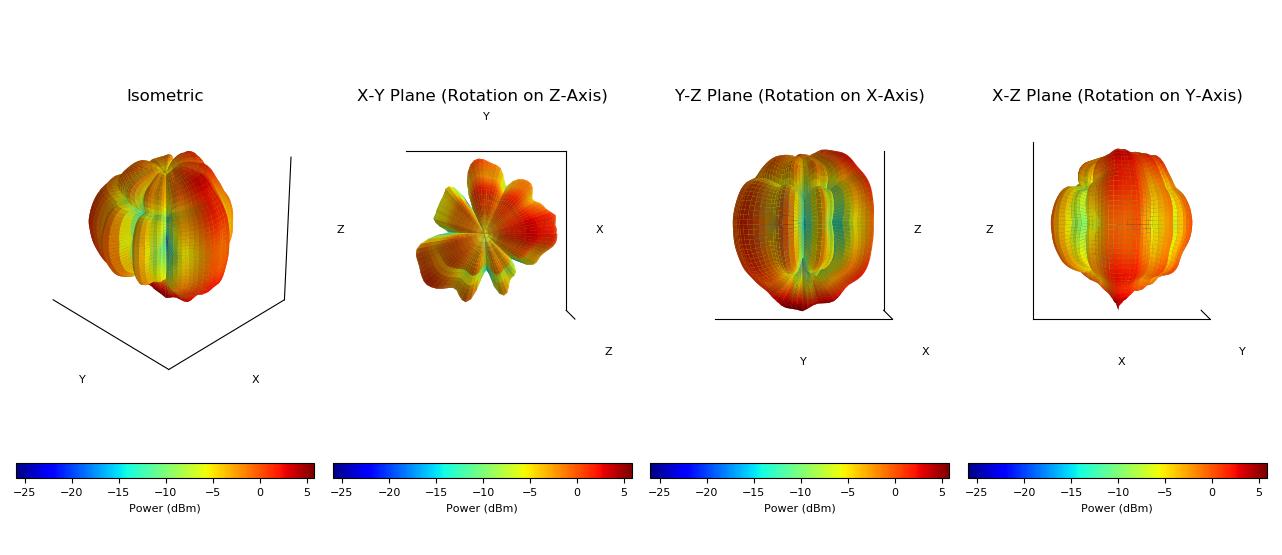 Isometric
X-Y Plane (Rotation on Z-Axis)
Y-Z Plane (Rotation on X-Axis)
X-Z Plane (Rotation on Y-Axis)
Z
Y
X
Y
X
Z
Z
Y
X
Z
X
Y
−25 −20 −15 −10 −5 0 5
Power (dBm)
−25 −20 −15 −10 −5 0 5
Power (dBm)
−25 −20 −15 −10 −5 0 5
Power (dBm)
−25 −20 −15 −10 −5 0 5
Power (dBm)